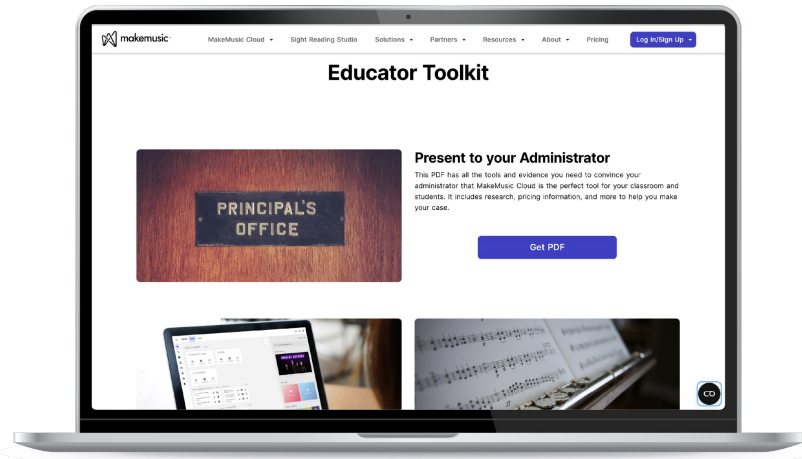 makemusic
MakeMusic Cloud Sight Reading Studio Solutions Partners Resources About Pricing Log In/Sign Up
Educator Toolkit
PRINCIPAL'S
OFFICE
Present to your Administrator
This PDF has all the tools and evidence you need to convince your
administrator that MakeMusic Cloud is the perfect tool for your classroom and
students. It includes research, pricing information, and more to help you make
your case.
Get PDF